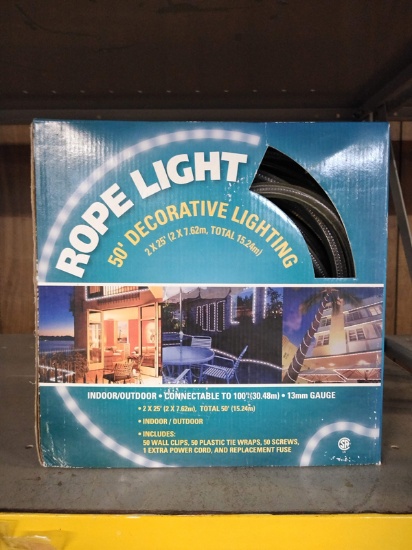 ROPE LIGHT
50' DECORATIVE LIGHTING
2 X 25' (2 X 7.62m, TOTAL 15.24m)
INDOOR/OUTDOOR • CONNECTABLE TO 100'(30.48m) • 13mm GAUGE
• 2 X 25' (2 X 7.62m), TOTAL 50' (15.24m)
• INDOOR / OUTDOOR
• INCLUDES:
50 WALL CLIPS, 50 PLASTIC TIE WRAPS, 50 SCREWS,
1 EXTRA POWER CORD, AND REPLACEMENT FUSE